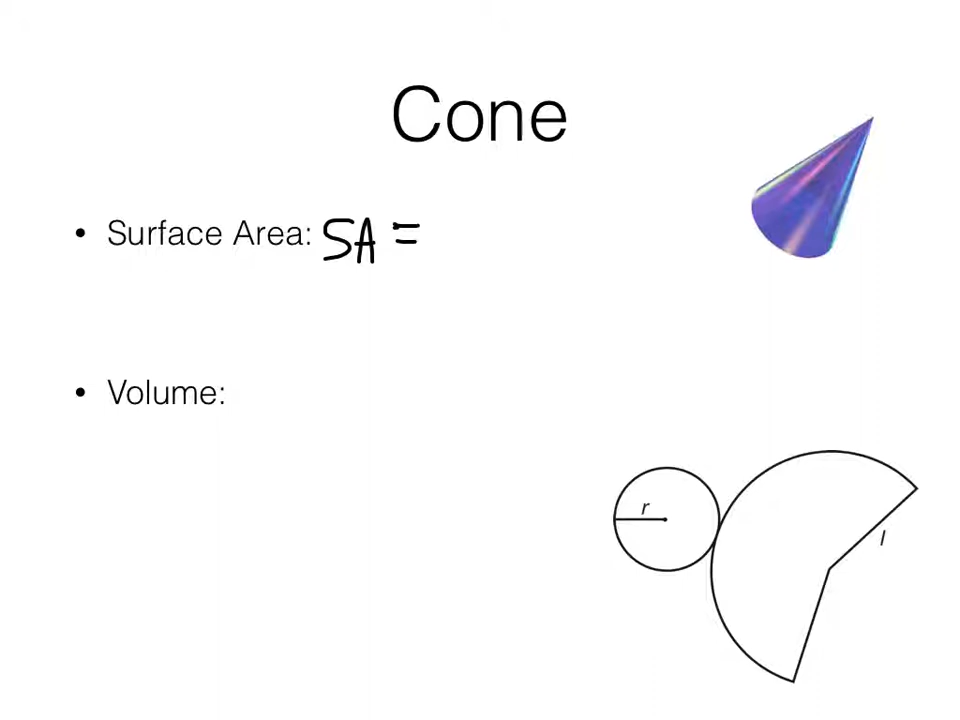 Cone
• Surface Area: SA =
• Volume:
r
l